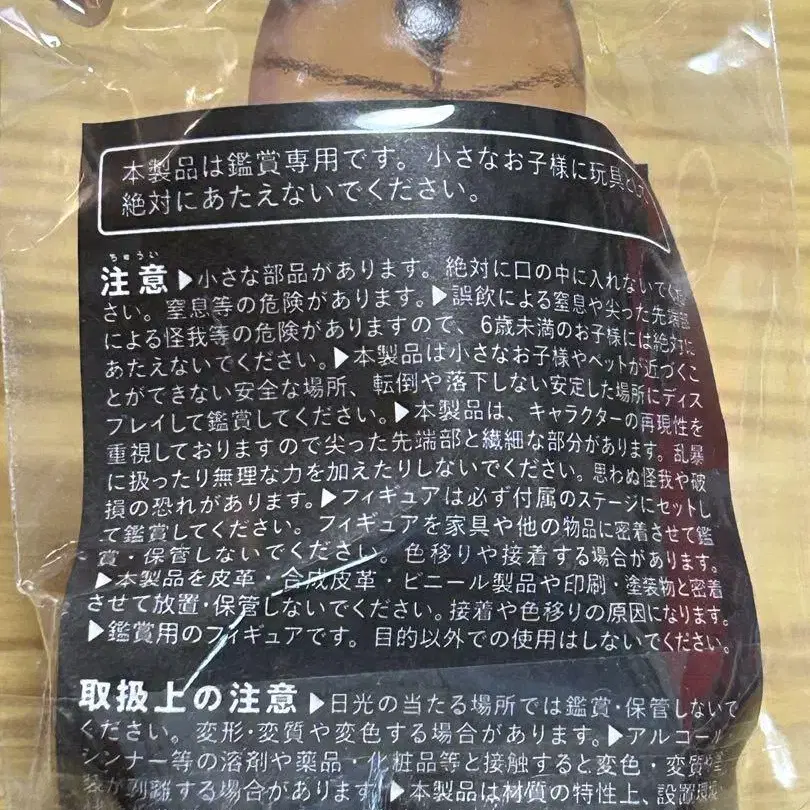 本製品は鑑賞専用です。小さなお子様に玩具と
絶対にあたえないでください。
ちゅうい
注意▶小さな部品があります。絶対に口の中に入れないでくだ
さい。窒息等の危険があります。▶誤飲による窒息や尖った先端部
による怪我等の危険がありますので、6歳未満のお子様には絶対に
あたえないでください。▶本製品は小さなお子様やペットが近づくこ
とができない安全な場所、転倒や落下しない安定した場所にディス
プレイして鑑賞してください。▶本製品は、キャラクターの再現性を
重視しておりますので尖った先端部と繊細な部分があります。乱暴
に扱ったり無理な力を加えたりしないでください。思わぬ怪我や破
損の恐れがあります。▶フィギュアは必ず付属のステージにセットし
て鑑賞してください。フィギュアを家具や他の物品に密着させて鑑
賞・保管しないでください。色移りや接着する場合があります。
▶本製品を皮革・合成皮革・ビニール製品や印刷・塗装物と密着
させて放置・保管しないでください。接着や色移りの原因になります。
▶鑑賞用のフィギュアです。目的以外での使用はしないでください。
取扱上の注意▶日光の当たる場所では鑑賞・保管しないで
ください。変形・変質や変色する場合があります。▶アルコール
シンナー等の溶剤や薬品・化粧品等と接触すると変色・変質や
が剥離する場合があります▶本製品は材質の特性上、設置環境